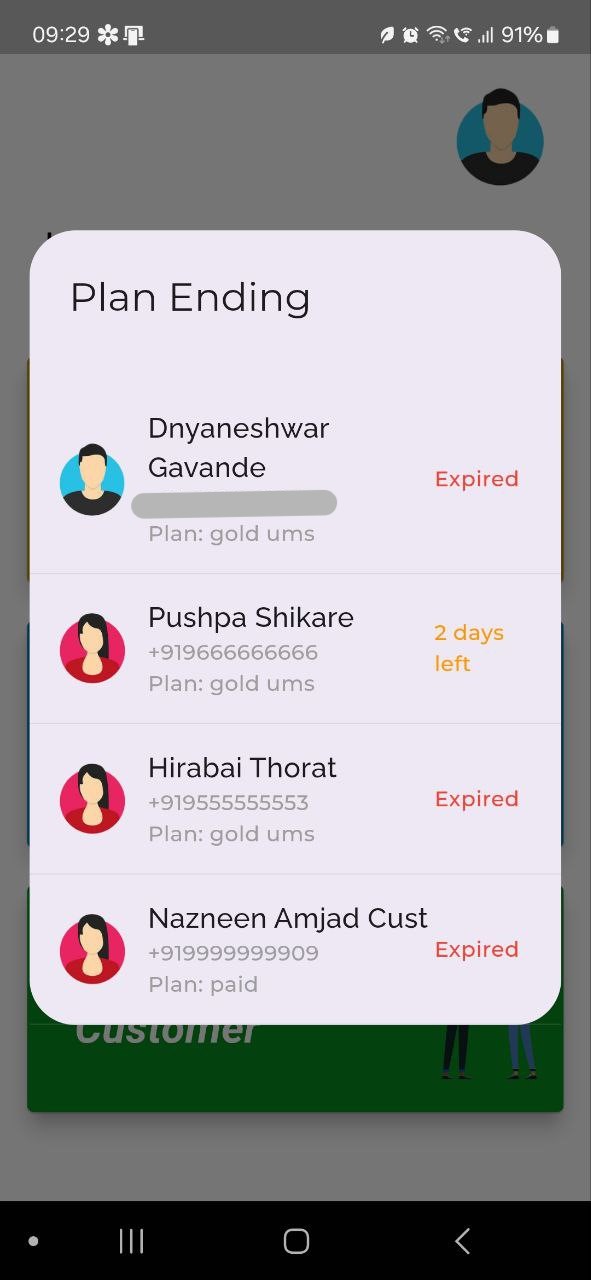 09:29
91%
Plan Ending
Dnyaneshwar
Gavande
Expired
Plan: gold ums
Pushpa Shikare
+919666666666
Plan: gold ums
2 days
left
Hirabai Thorat
+919555555553
Plan: gold ums
Expired
Nazneen Amjad Cust
+919999999909
Plan: paid
Expired
Customer